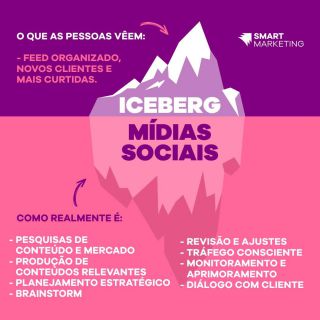 O QUE AS PESSOAS VÊEM:
SMART
MARKETING
- FEED ORGANIZADO,
NOVOS CLIENTES E
MAIS CURTIDAS.
ICEBERG
MÍDIAS
SOCIAIS
COMO REALMENTE É:
- PESQUISAS DE
CONTEÚDO E MERCADO
- PRODUÇÃO DE
CONTEÚDOS RELEVANTES
- PLANEJAMENTO ESTRATÉGICO
- BRAINSTORM
- REVISÃO E AJUSTES
- TRÁFEGO CONSCIENTE
- MONITORAMENTO E
APRIMORAMENTO
- DIÁLOGO COM CLIENTE